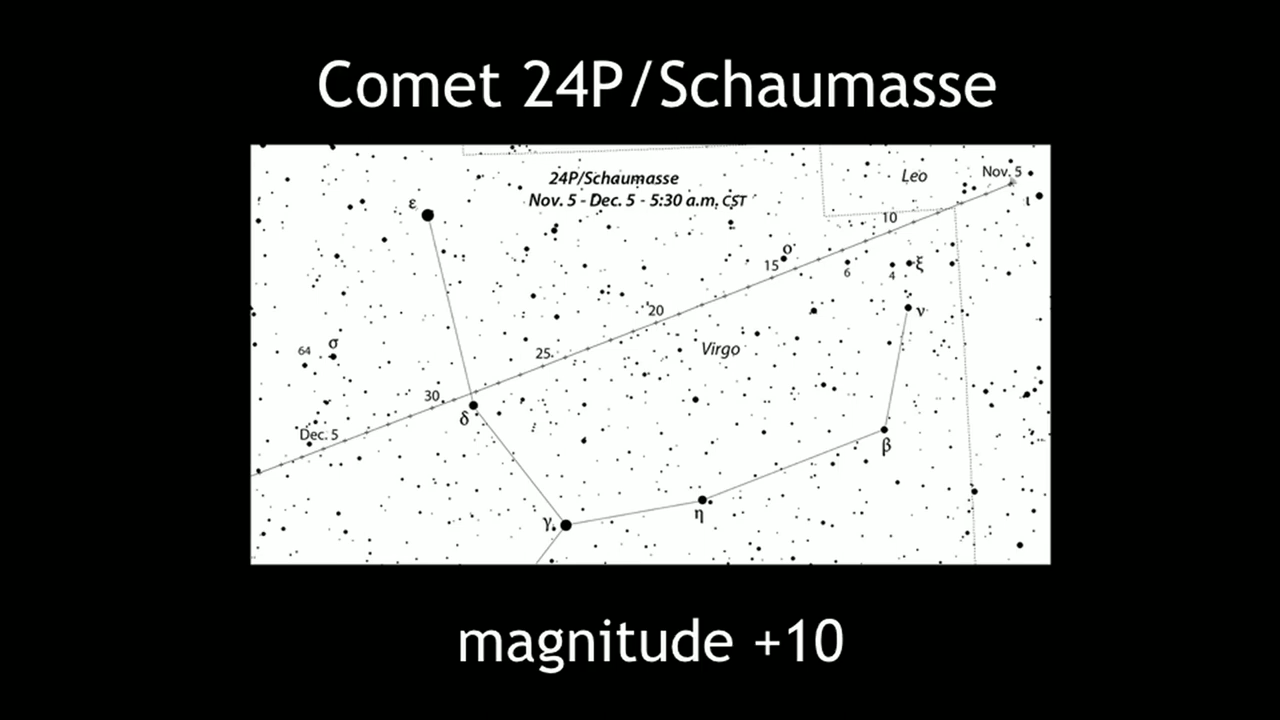 Comet 24P/Schaumasse
24P/Schaumasse
Nov. 5 - Dec. 5 - 5:30 a.m. CST
Leo
Nov. 5
ι
ε
10
ο
15
6
4
ξ
20
ν
Virgo
σ
64
25
30
δ
Dec. 5
β
η
γ
magnitude +10